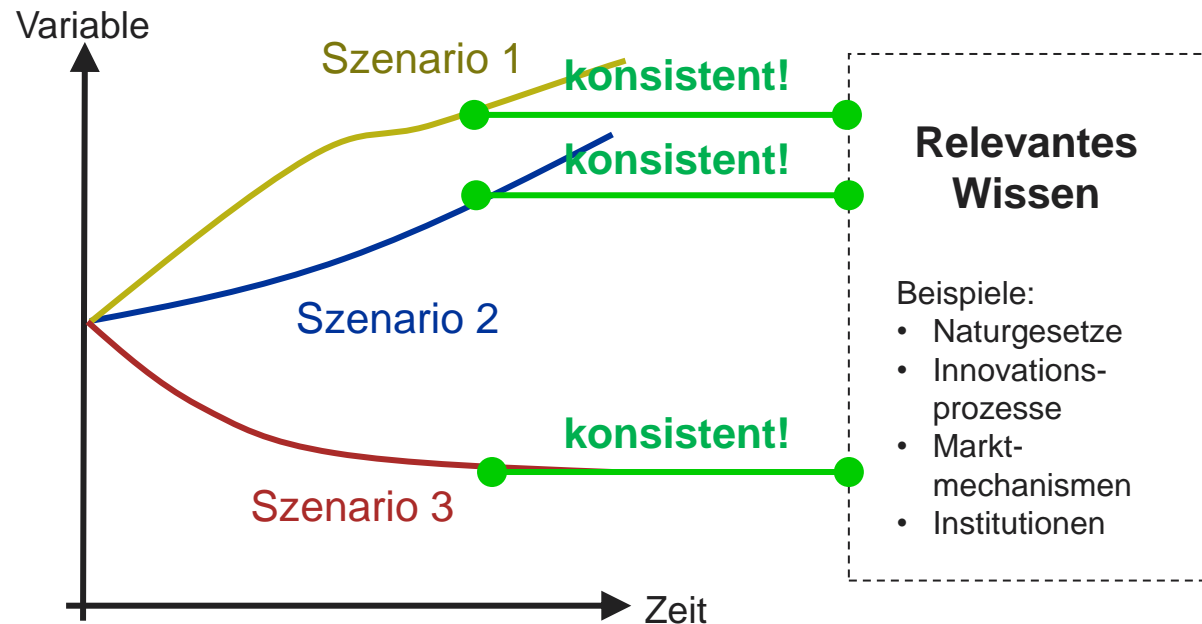 Variable
Szenario 1
konsistent!
konsistent!
Szenario 2
konsistent!
Szenario 3
Zeit
Relevantes
Wissen
Beispiele:
• Naturgesetze
• Innovations-
prozesse
• Markt-
mechanismen
• Institutionen